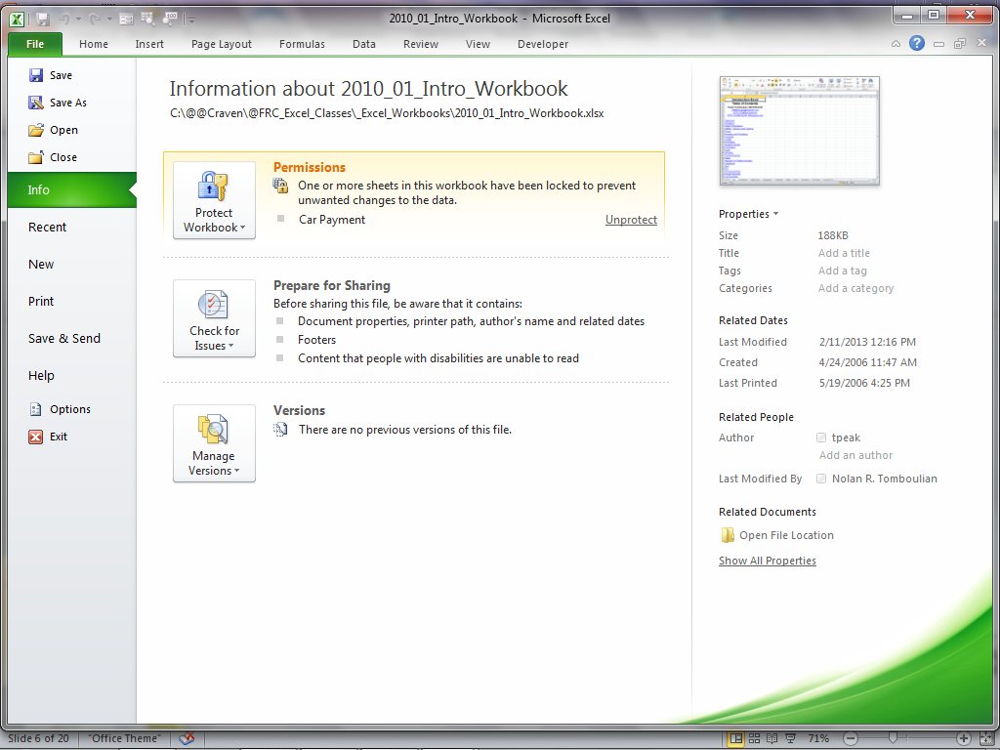 2010_01_Intro_Workbook - Microsoft Excel
File Home Insert Page Layout Formulas Data Review View Developer
Save
Save As
Open
Close
Info
Recent
New
Print
Save & Send
Help
Options
Exit
Information about 2010_01_Intro_Workbook
C:\@@Craven\@FRC_Excel_Classes\_Excel_Workbooks\2010_01_Intro_Workbook.xlsx
Protect
Workbook
Permissions
One or more sheets in this workbook have been locked to prevent
unwanted changes to the data.
Car Payment Unprotect
Check for
Issues
Prepare for Sharing
Before sharing this file, be aware that it contains:
Document properties, printer path, author's name and related dates
Footers
Content that people with disabilities are unable to read
Manage
Versions
Versions
There are no previous versions of this file.
Properties
Size 188KB
Title Add a title
Tags Add a tag
Categories Add a category
Related Dates
Last Modified 2/11/2013 12:16 PM
Created 4/24/2006 11:47 AM
Last Printed 5/19/2006 4:25 PM
Related People
Author tpeak
Add an author
Last Modified By Nolan R. Tomboulian
Related Documents
Open File Location
Show All Properties
Slide 6 of 20 "Office Theme" 71%